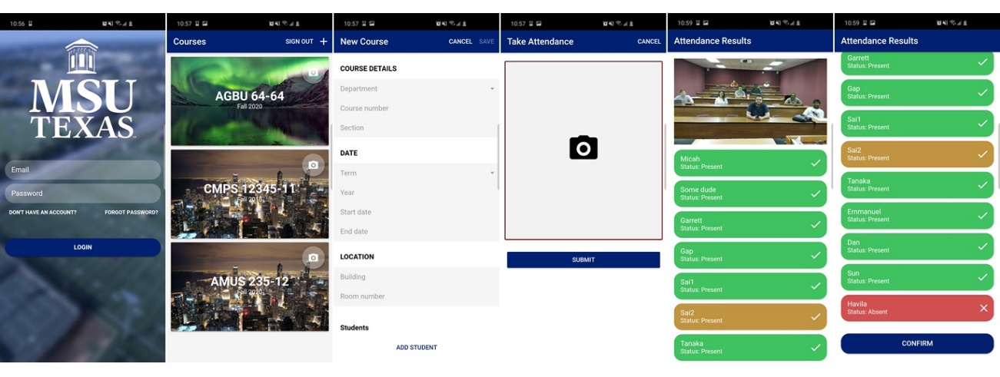 10:56
MSU
TEXAS
Email
Password
DON'T HAVE AN ACCOUNT?
FORGOT PASSWORD?
LOGIN
10:57
Courses
SIGN OUT +
AGBU 64-64
Fall 2020
CMPS 12345-11
Fall 2018
AMUS 235-12
Fall 2020
10:57
New Course
CANCEL
SAVE
COURSE DETAILS
Department
Course number
Section
DATE
Term
Year
Start date
End date
LOCATION
Building
Room number
Students
ADD STUDENT
10:57
Take Attendance
CANCEL
SUBMIT
10:59
Attendance Results
Micah
Status: Present
Some dude
Status: Present
Garrett
Status: Present
Gap
Status: Present
Sai1
Status: Present
Sai2
Status: Present
Tanaka
Status: Present
10:59
Attendance Results
Garrett
Status: Present
Gap
Status: Present
Sai1
Status: Present
Sai2
Status: Present
Tanaka
Status: Present
Emmanuel
Status: Present
Dan
Status: Present
Sun
Status: Present
Havila
Status: Absent
CONFIRM